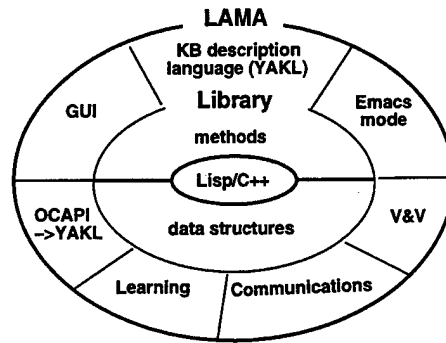 LAMA
KB description
language (YAKL)
GUI
Library
Emacs
mode
methods
Lisp/C++
OCAPI
–>YAKL
data structures
V&V
Learning
Communications